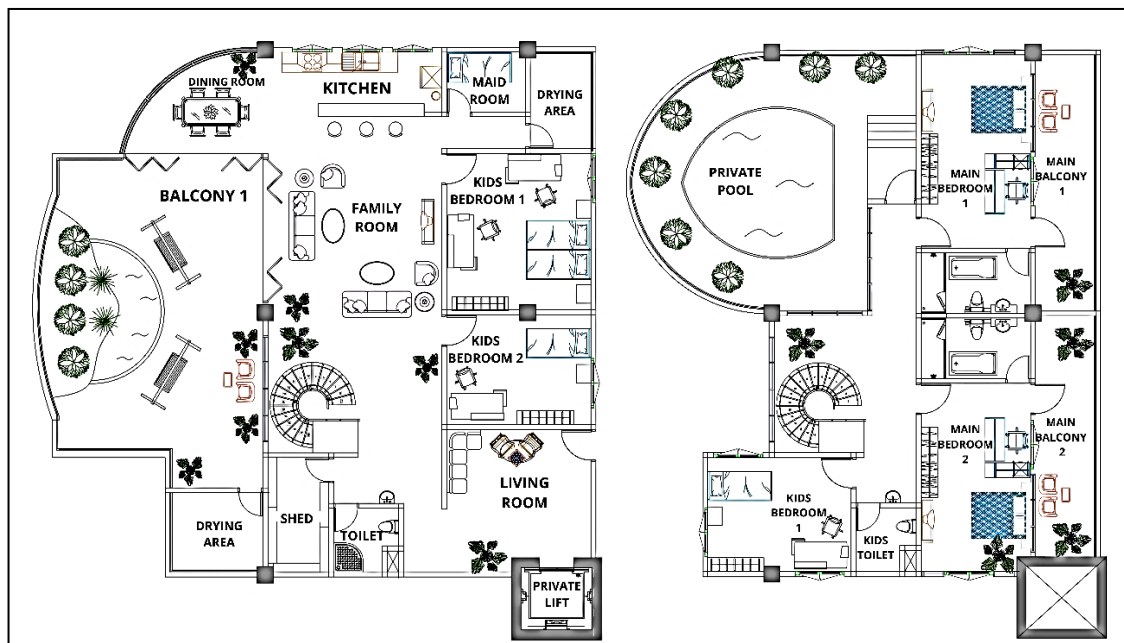 DINING ROOM
KITCHEN
MAID
ROOM
DRYING
AREA
BALCONY 1
FAMILY
ROOM
KIDS
BEDROOM 1
KIDS
BEDROOM 2
LIVING
ROOM
DRYING
AREA
SHED
TOILET
PRIVATE
LIFT
PRIVATE
POOL
MAIN
BEDROOM
1
MAIN
BALCONY
1
MAIN
BEDROOM
2
MAIN
BALCONY
2
KIDS
BEDROOM
1
KIDS
TOILET